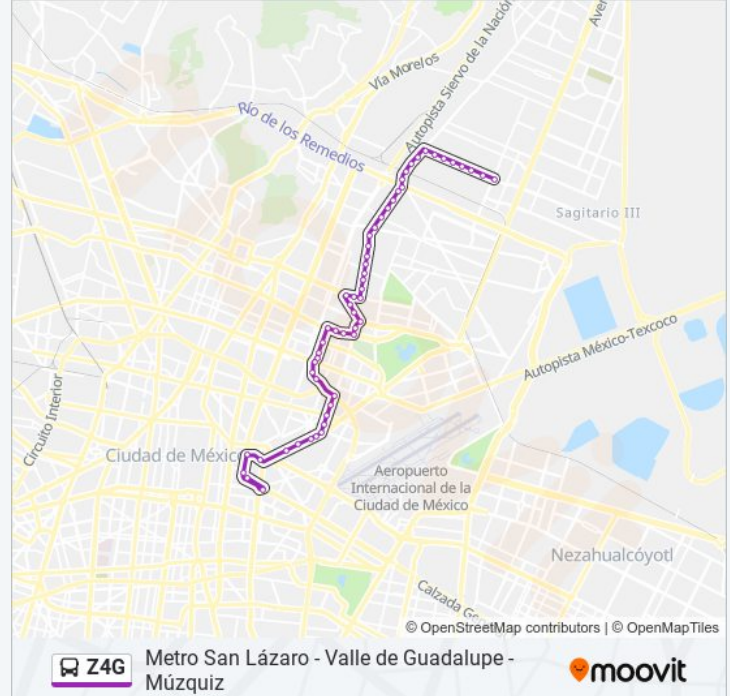 Vía Morelos
Autopista Siervo de la Nación
Río de los Remedios
Sagitario III
Autopista México-Texcoco
Circuito Interior
Ciudad de México
Aeropuerto
Internacional de la
Ciudad de México
Nezahualcóyotl
Calzada
© OpenStreetMap contributors | © OpenMapTiles
Z4G
Metro San Lázaro - Valle de Guadalupe -
Múzquiz
moovit